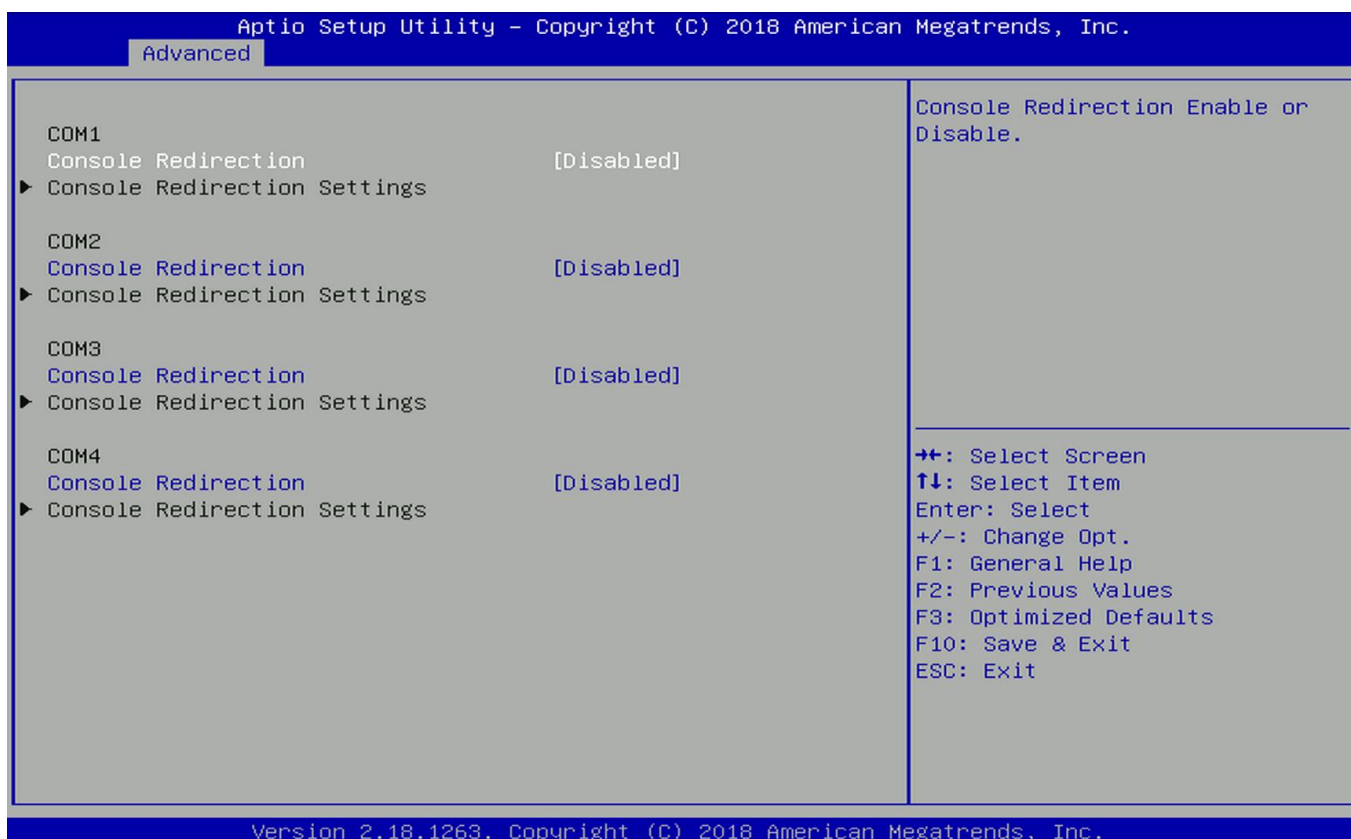 Aptio Setup Utility – Copyright (C) 2018 American Megatrends, Inc.
Advanced
COM1
Console Redirection [Disabled]
▶ Console Redirection Settings
COM2
Console Redirection [Disabled]
▶ Console Redirection Settings
COM3
Console Redirection [Disabled]
▶ Console Redirection Settings
COM4
Console Redirection [Disabled]
▶ Console Redirection Settings
Console Redirection Enable or
Disable.
→←: Select Screen
↑↓: Select Item
Enter: Select
+/-: Change Opt.
F1: General Help
F2: Previous Values
F3: Optimized Defaults
F10: Save & Exit
ESC: Exit
Version 2.18.1263. Copyright (C) 2018 American Megatrends, Inc.